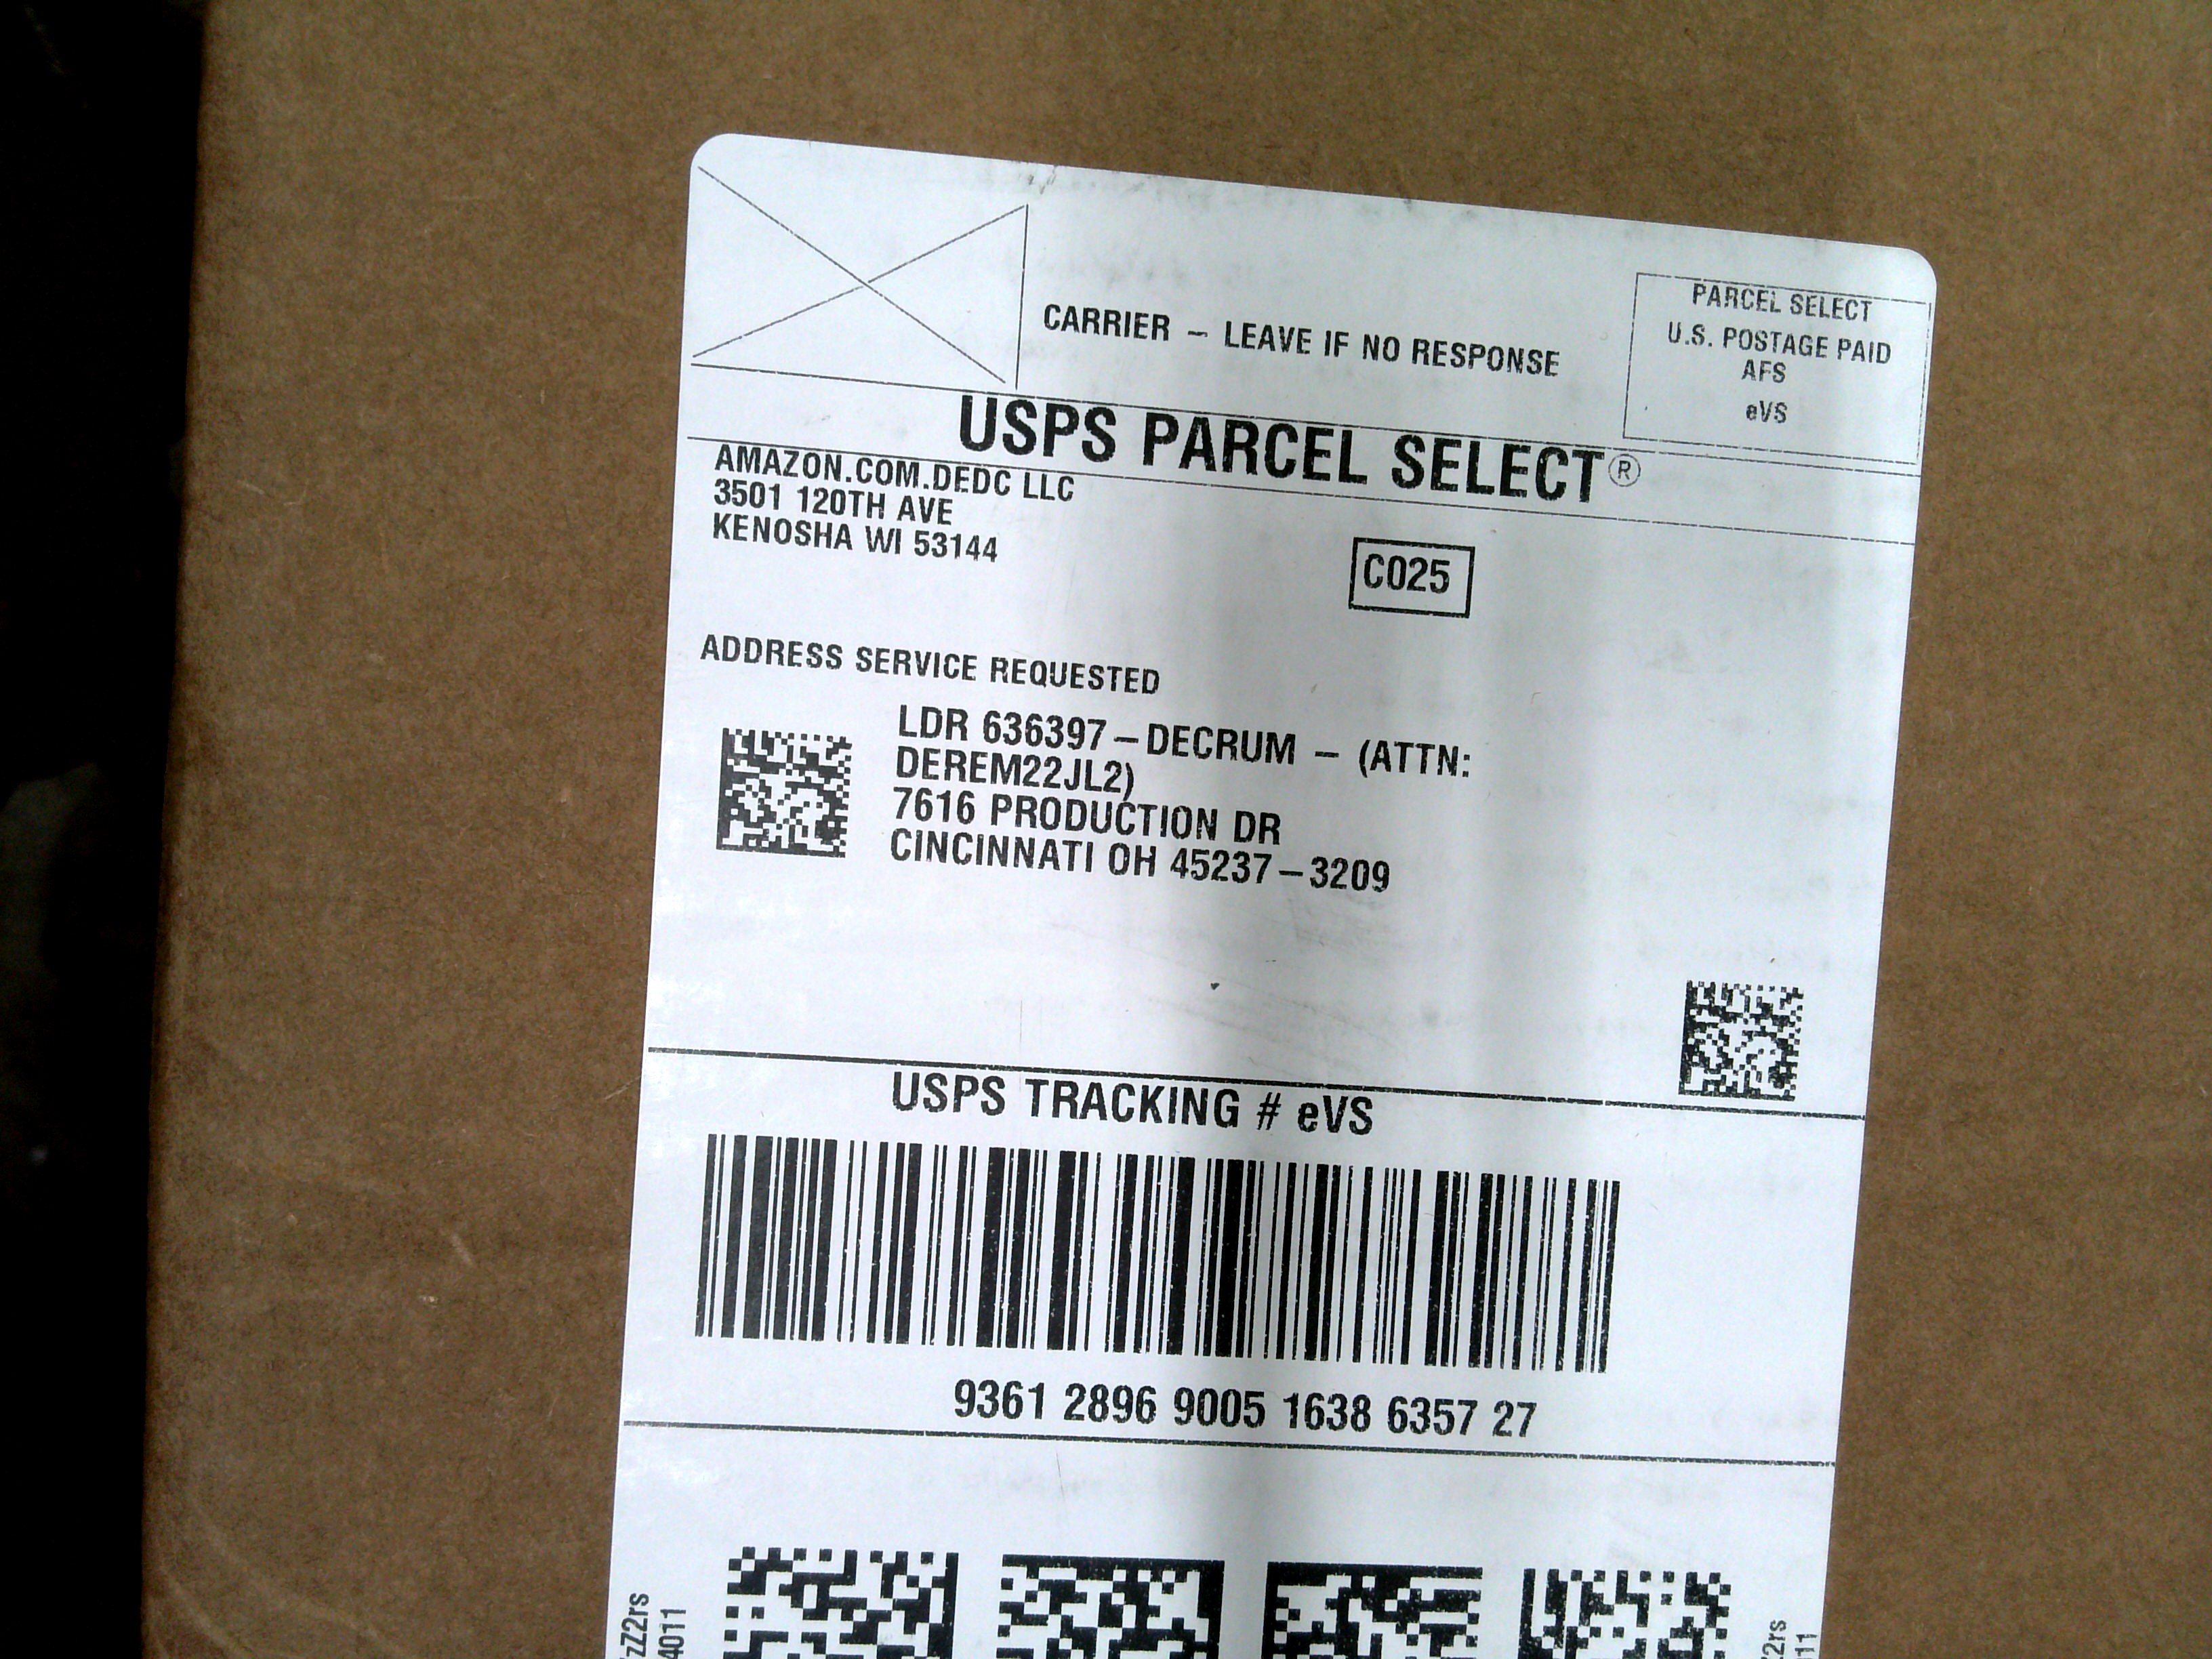 CARRIER – LEAVE IF NO RESPONSE
PARCEL SELECT
U.S. POSTAGE PAID
AFS
eVS
USPS PARCEL SELECT®
AMAZON.COM.DEDC LLC
3501 120TH AVE
KENOSHA WI 53144
C025
ADDRESS SERVICE REQUESTED
LDR 636397–DECRUM – (ATTN:
DEREM22JL2)
7616 PRODUCTION DR
CINCINNATI OH 45237–3209
USPS TRACKING # eVS
9361 2896 9005 1638 6357 27